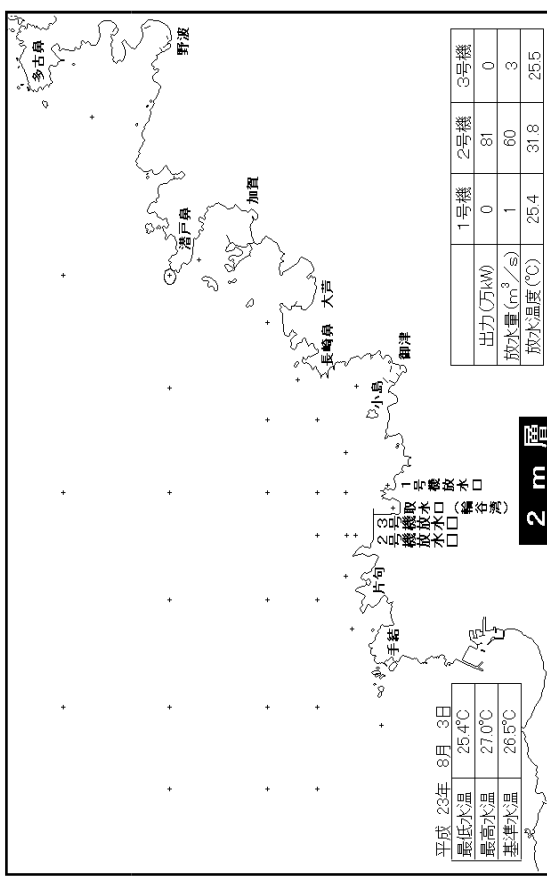 多古鼻
野波
潜戸鼻
加賀
大芦
長崎鼻
御津
小島
1号機放水口
取水口
(輪谷湾)
3号機放水口
2号機放水口
片句
手結
平成 23年 8月 3日
最低水温 25.4℃
最高水温 27.0℃
基準水温 26.5℃
2 m 層
1号機 2号機 3号機
出力(万kW) 0 81 0
放水量(m³/s) 1 60 3
放水温度(℃) 25.4 31.8 25.5